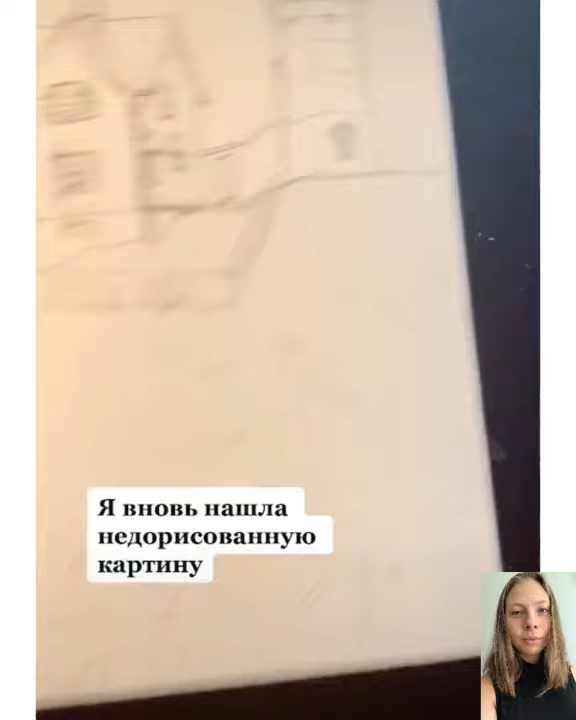 Я вновь нашла
недорисованную
картину